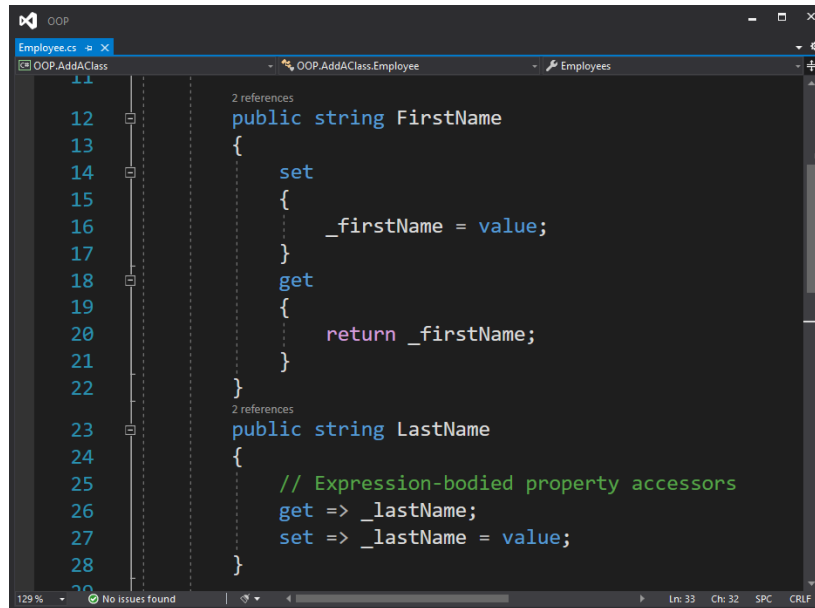 OOP
Employee.cs
OOP.AddAClass OOP.AddAClass.Employee Employees
11
2 references
12 public string FirstName
13 {
14 set
15 {
16 _firstName = value;
17 }
18 get
19 {
20 return _firstName;
21 }
22 }
2 references
23 public string LastName
24 {
25 // Expression-bodied property accessors
26 get => _lastName;
27 set => _lastName = value;
28 }
29
129 % No issues found Ln: 33 Ch: 32 SPC CRLF